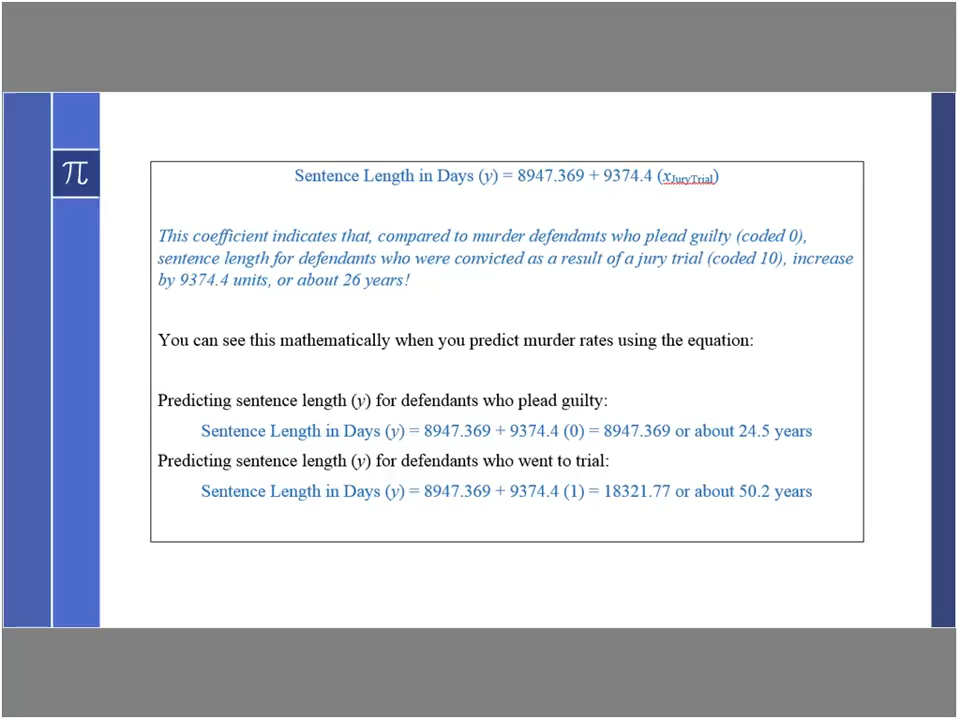 π
Sentence Length in Days (y) = 8947.369 + 9374.4 (xJuryTrial)
This coefficient indicates that, compared to murder defendants who plead guilty (coded 0),
sentence length for defendants who were convicted as a result of a jury trial (coded 10), increase
by 9374.4 units, or about 26 years!
You can see this mathematically when you predict murder rates using the equation:
Predicting sentence length (y) for defendants who plead guilty:
Sentence Length in Days (y) = 8947.369 + 9374.4 (0) = 8947.369 or about 24.5 years
Predicting sentence length (y) for defendants who went to trial:
Sentence Length in Days (y) = 8947.369 + 9374.4 (1) = 18321.77 or about 50.2 years